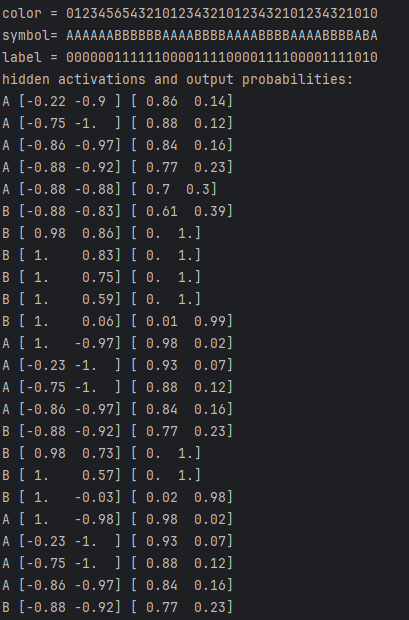 color = 0123456543210123432101234321012343210​10
symbol= AAAAAABBBBBBAAAABBBBAAAABBBBAAAABBBBABA
label = 000000111111000011110000111100001111010
hidden activations and output probabilities:
A [-0.22 -0.9 ] [ 0.86  0.14]
A [-0.75 -1.  ] [ 0.88  0.12]
A [-0.86 -0.97] [ 0.84  0.16]
A [-0.88 -0.92] [ 0.77  0.23]
A [-0.88 -0.88] [ 0.7  0.3]
B [-0.88 -0.83] [ 0.61  0.39]
B [ 0.98  0.86] [ 0.  1.]
B [ 1.    0.83] [ 0.  1.]
B [ 1.    0.75] [ 0.  1.]
B [ 1.    0.59] [ 0.  1.]
B [ 1.    0.06] [ 0.01  0.99]
A [ 1.   -0.97] [ 0.98  0.02]
A [-0.23 -1.  ] [ 0.93  0.07]
A [-0.75 -1.  ] [ 0.88  0.12]
A [-0.86 -0.97] [ 0.84  0.16]
B [-0.88 -0.92] [ 0.77  0.23]
B [ 0.98  0.73] [ 0.  1.]
B [ 1.    0.57] [ 0.  1.]
B [ 1.   -0.03] [ 0.02  0.98]
A [ 1.   -0.98] [ 0.98  0.02]
A [-0.23 -1.  ] [ 0.93  0.07]
A [-0.75 -1.  ] [ 0.88  0.12]
A [-0.86 -0.97] [ 0.84  0.16]
B [-0.88 -0.92] [ 0.77  0.23]